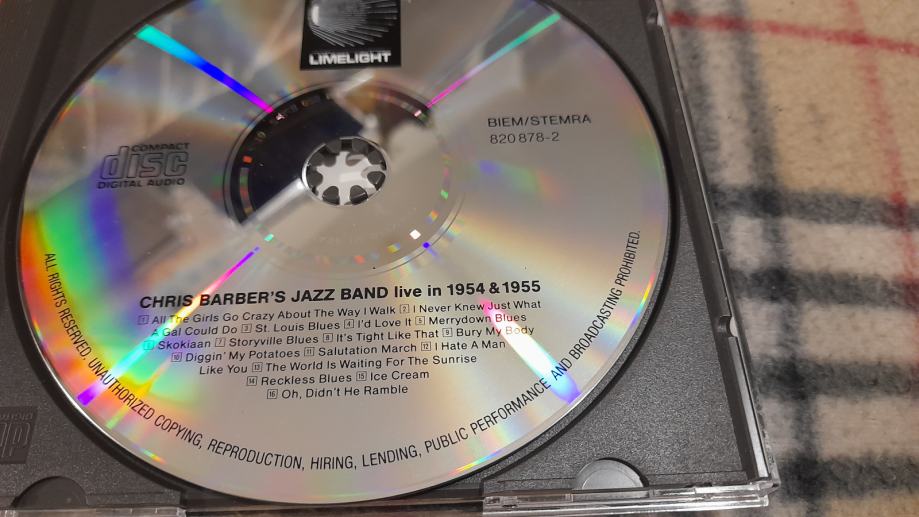 LIMELIGHT
BIEM/STEMRA
820 878-2
COMPACT
disc
DIGITAL AUDIO
CHRIS BARBER'S JAZZ BAND live in 1954 & 1955
1 All The Girls Go Crazy About The Way I Walk 2 I Never Knew Just What
A Gal Could Do 3 St. Louis Blues 4 I'd Love It 5 Merrydown Blues
6 Skokiaan 7 Storyville Blues 8 It's Tight Like That 9 Bury My Body
10 Diggin' My Potatoes 11 Salutation March 12 I Hate A Man
Like You 13 The World Is Waiting For The Sunrise
14 Reckless Blues 15 Ice Cream
16 Oh, Didn't He Ramble
ALL RIGHTS RESERVED. UNAUTHORIZED COPYING, REPRODUCTION, HIRING, LENDING, PUBLIC PERFORMANCE AND BROADCASTING PROHIBITED.